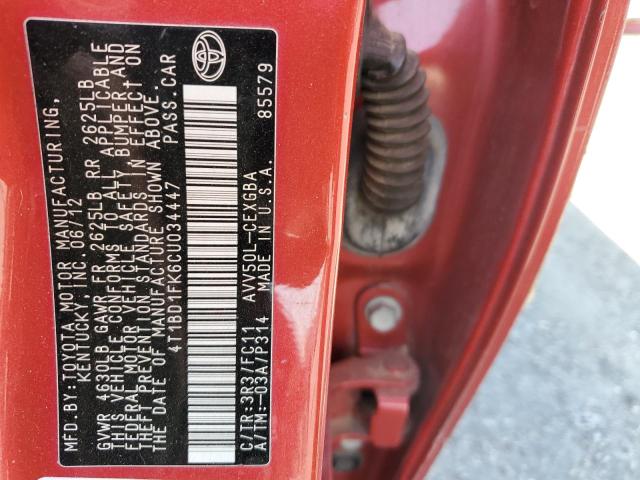 MFD. BY: TOYOTA MOTOR MANUFACTURING,
KENTUCKY, INC. 06/12
GVWR 4630LB GAWR FR 2625LB RR 2625LB
THIS VEHICLE CONFORMS TO ALL APPLICABLE
FEDERAL MOTOR VEHICLE SAFETY, BUMPER, AND
THEFT PREVENTION STANDARDS IN EFFECT ON
THE DATE OF MANUFACTURE SHOWN ABOVE.
4T1BD1FK6CU034447 PASS. CAR
C/TR: 3R3/FC11 AVV50L-CEXGBA
A/TM: -03A/P314 MADE IN U.S.A. 85579